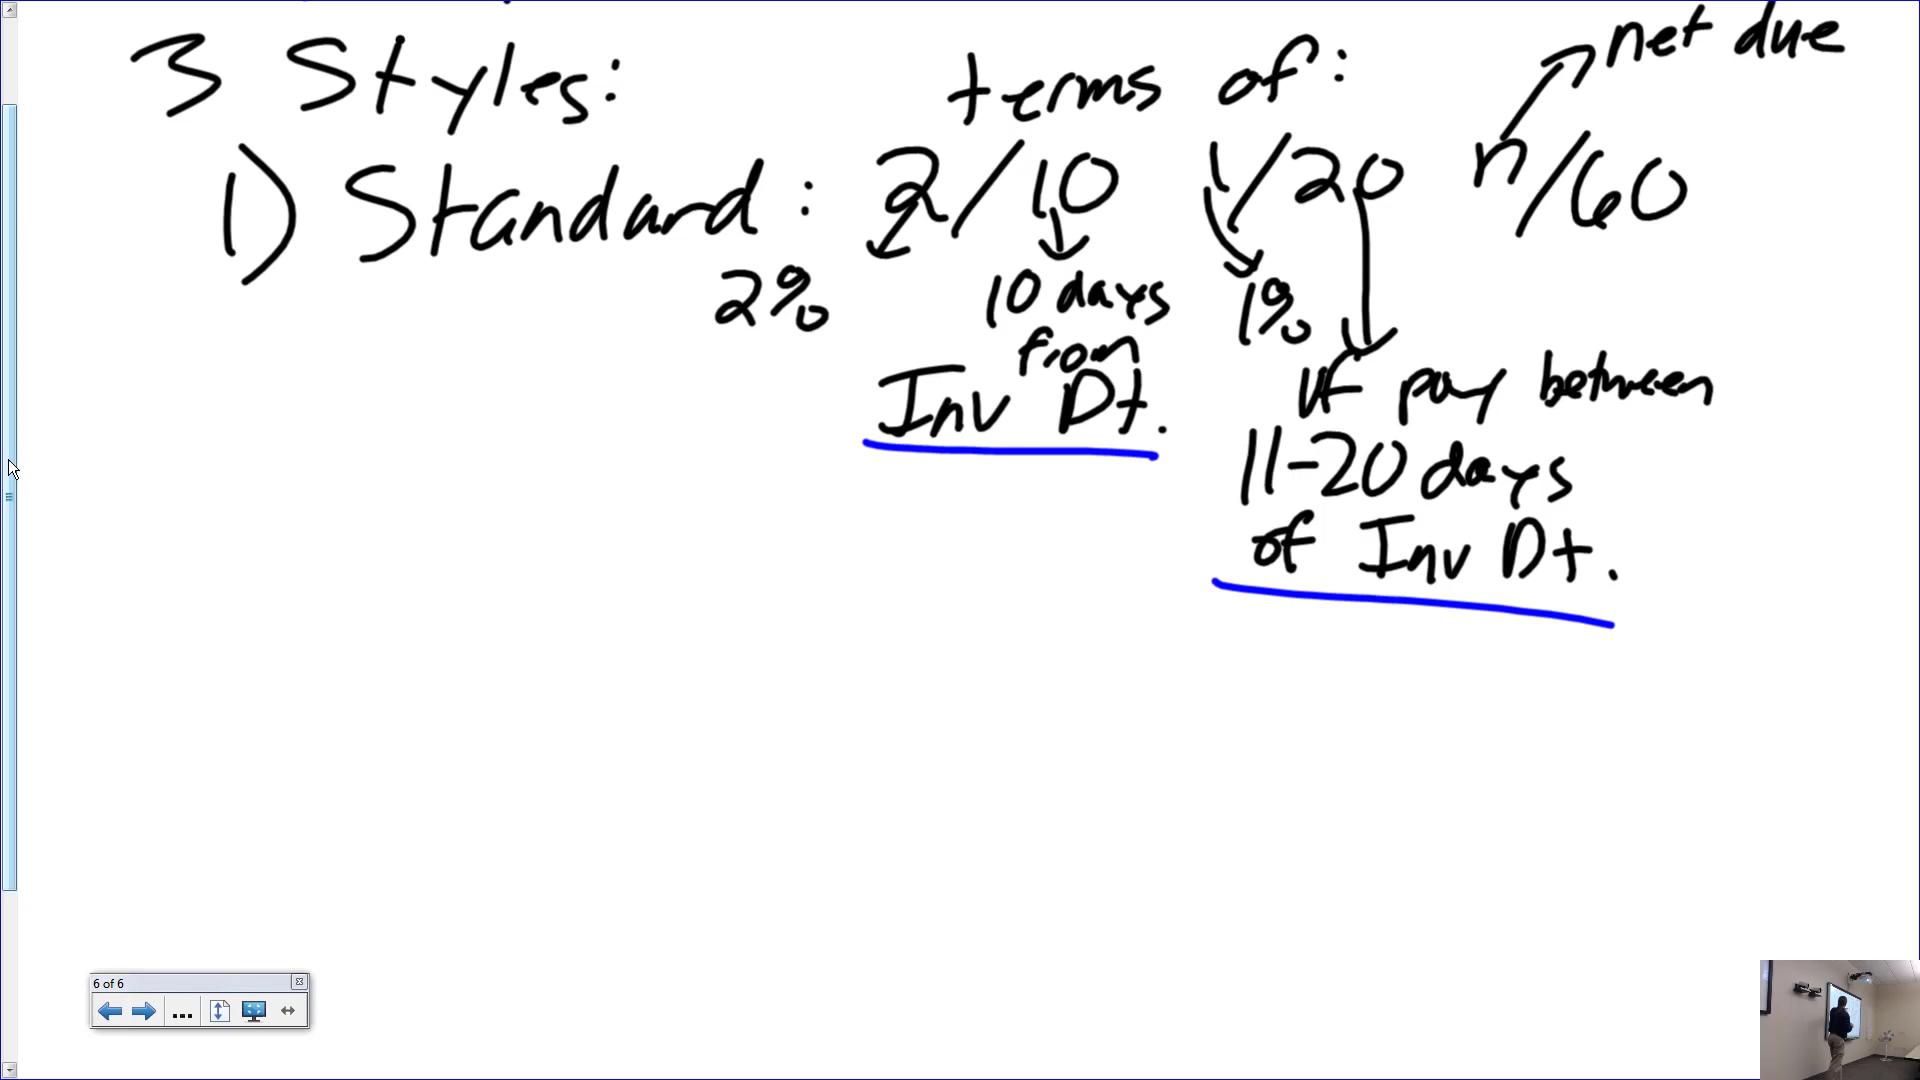 3 Styles: terms of: net due
1) Standard: 2/10 1/20 n/60
2% 10 days 1%
from
Inv Dt. If pay between
11-20 days
of Inv Dt.
6 of 6
...